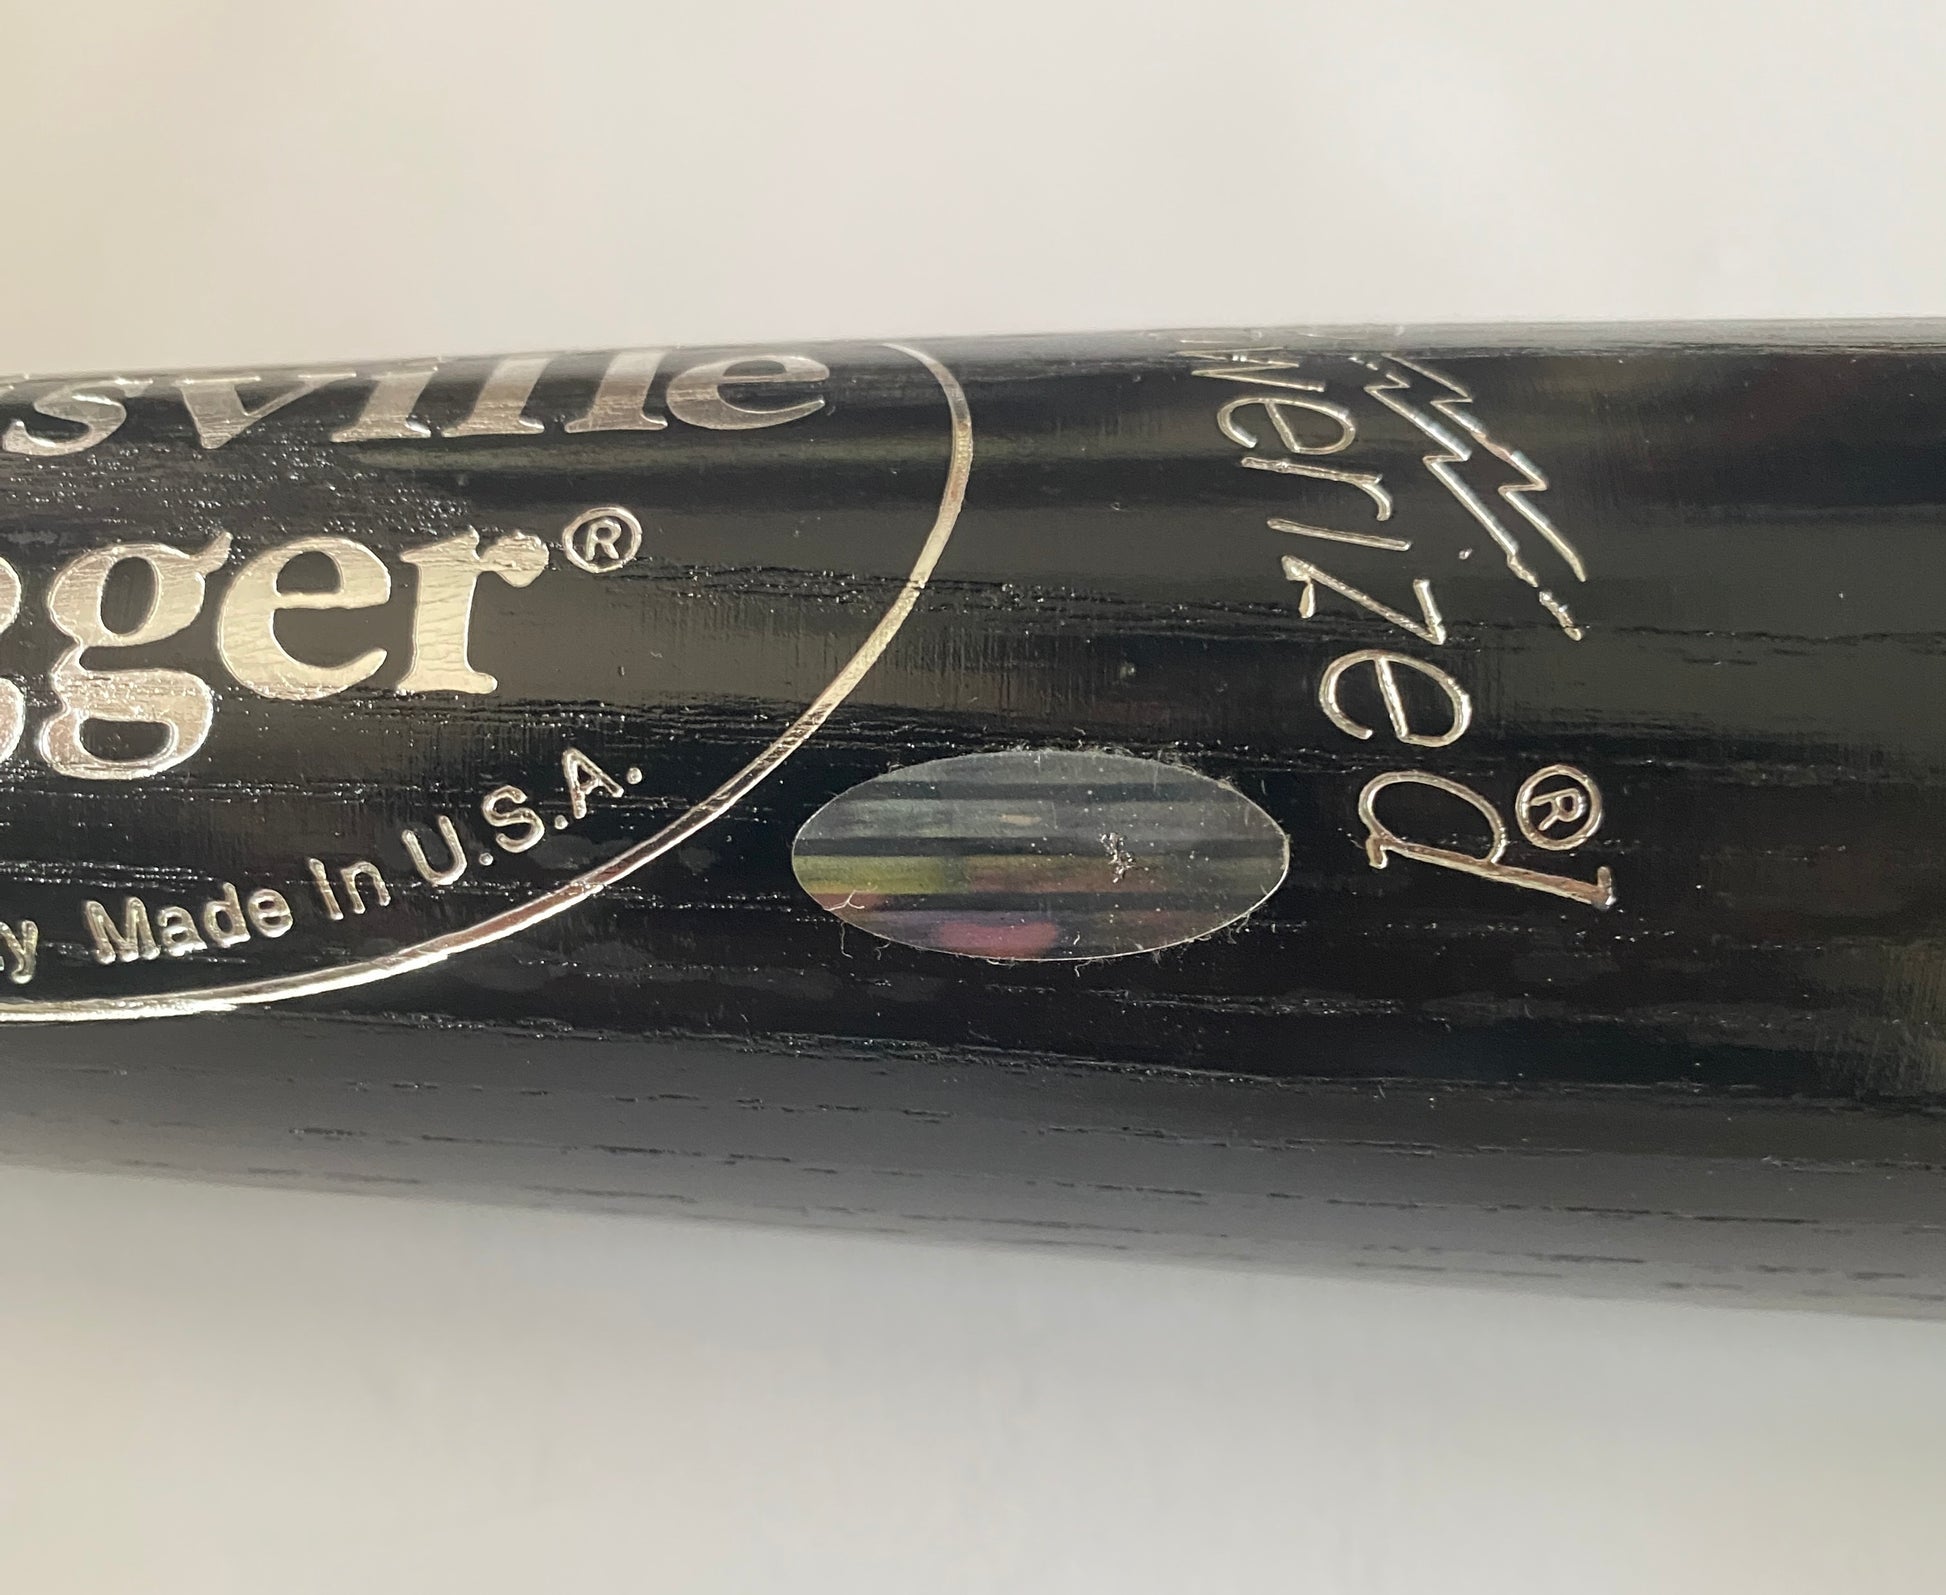 sville
gger®
y Made In U.S.A.
werized®